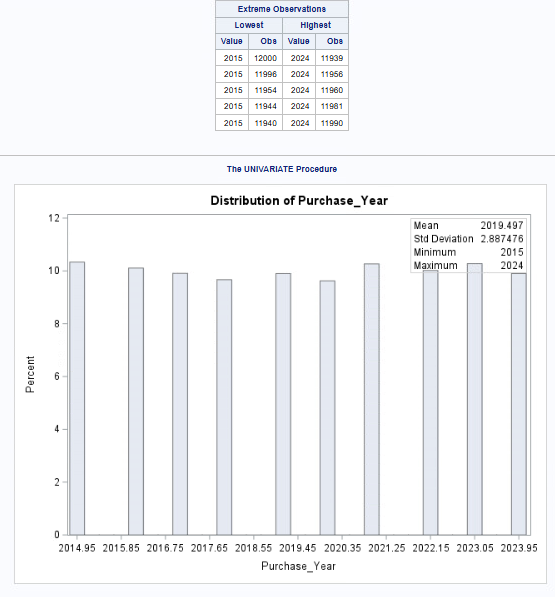 Extreme Observations
Lowest Highest
Value Obs Value Obs
2015 12000 2024 11939
2015 11996 2024 11956
2015 11954 2024 11960
2015 11944 2024 11981
2015 11940 2024 11990
The UNIVARIATE Procedure
Distribution of Purchase_Year
Mean 2019.497
Std Deviation 2.887476
Minimum 2015
Maximum 2024
12
10
8
6
4
2
0
Percent
2014.95 2015.85 2016.75 2017.65 2018.55 2019.45 2020.35 2021.25 2022.15 2023.05 2023.95
Purchase_Year